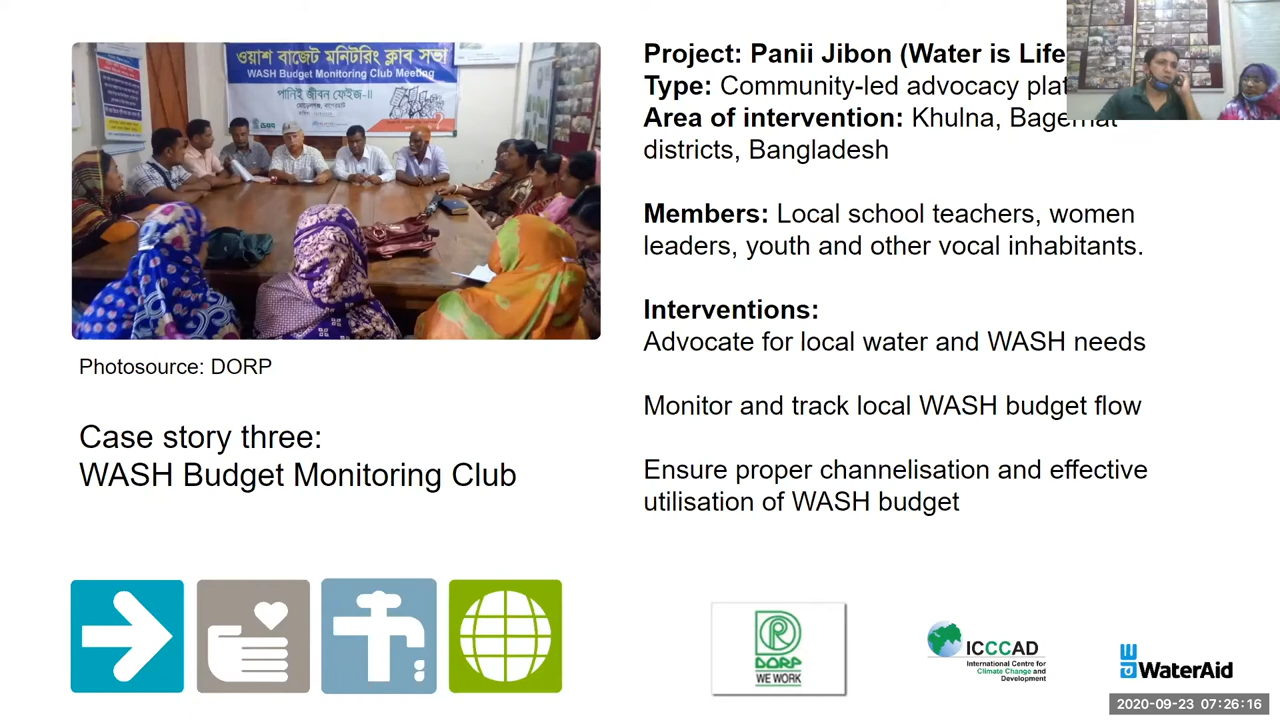 ওয়াশ বাজেট মনিটরিং ক্লাব সভা
WASH Budget Monitoring Club Meeting
পানিই জীবন ফেইজ-II
Photosource: DORP
Case story three:
WASH Budget Monitoring Club
Project: Panii Jibon (Water is Life
Type: Community-led advocacy plat
Area of intervention: Khulna, Bagerhat
districts, Bangladesh
Members: Local school teachers, women
leaders, youth and other vocal inhabitants.
Interventions:
Advocate for local water and WASH needs
Monitor and track local WASH budget flow
Ensure proper channelisation and effective
utilisation of WASH budget
DORP
WE WORK
ICCCAD
International Centre for
Climate Change and
Development
WaterAid
2020-09-23 07:26:16